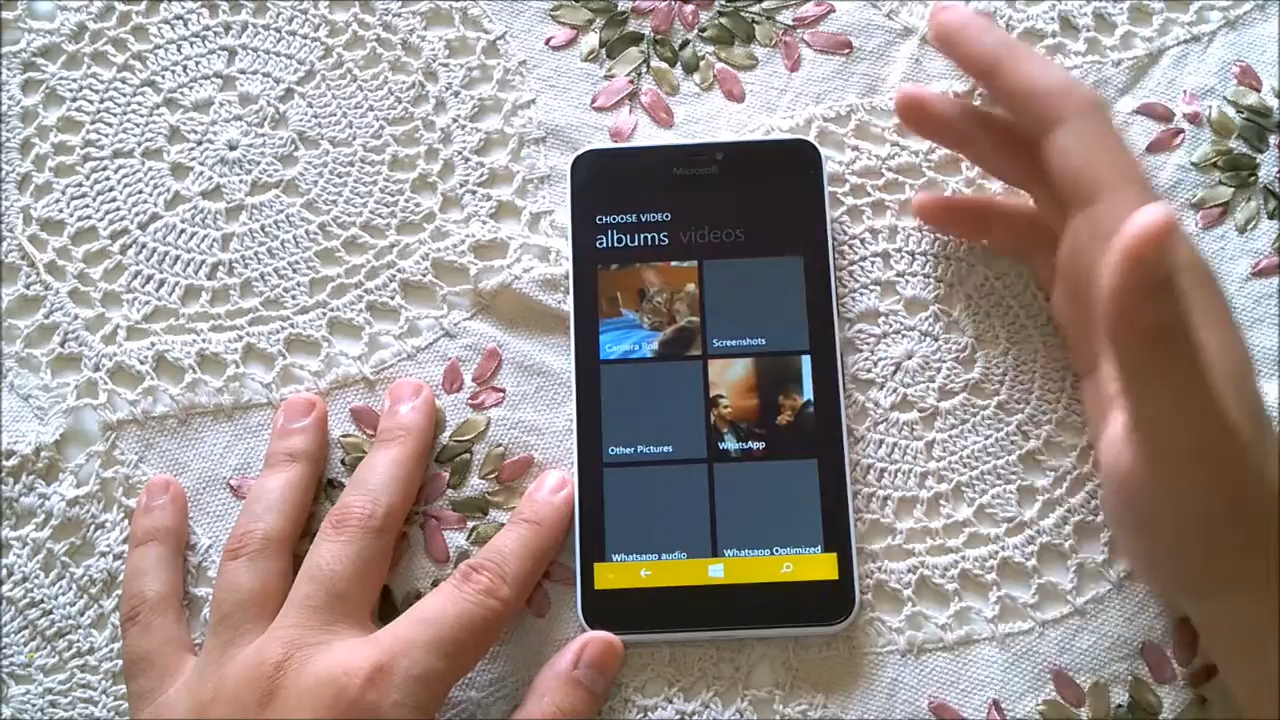 Microsoft
CHOOSE VIDEO
albums videos
Camera Roll
Screenshots
Other Pictures
WhatsApp
Whatsapp audio
Whatsapp Optimized